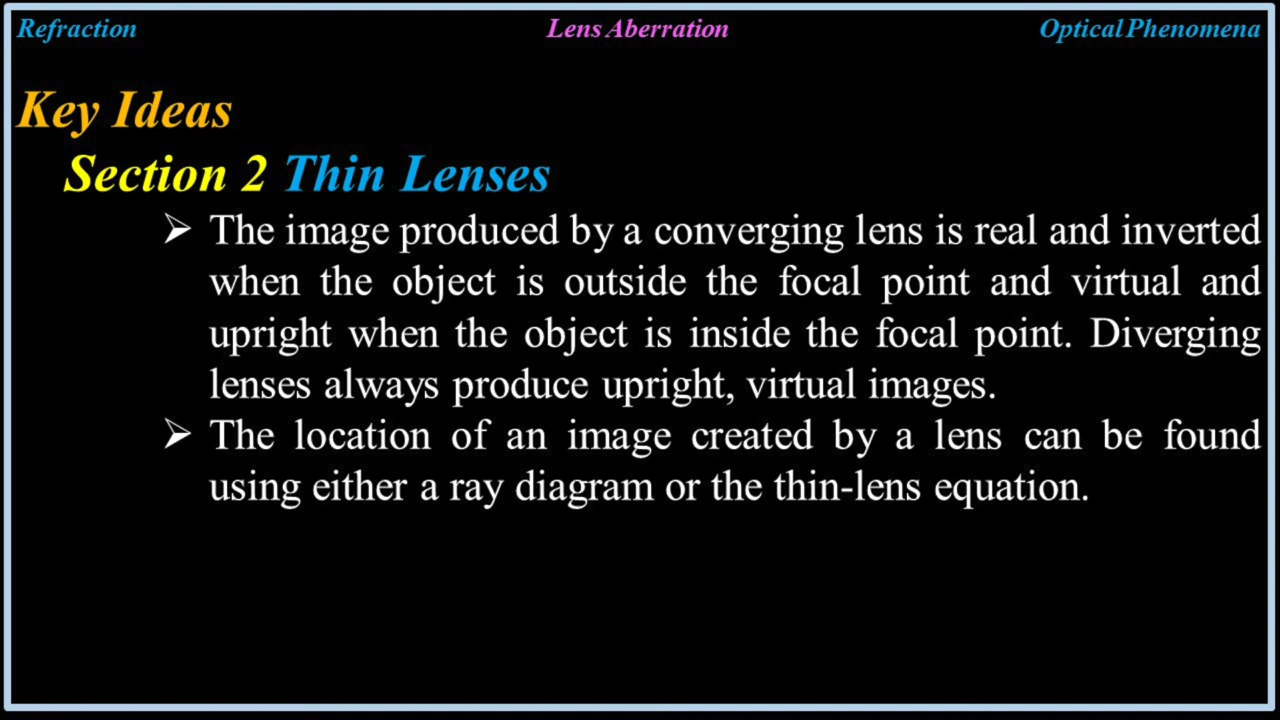 Refraction Lens Aberration Optical Phenomena
Key Ideas
Section 2 Thin Lenses
➢ The image produced by a converging lens is real and inverted
when the object is outside the focal point and virtual and
upright when the object is inside the focal point. Diverging
lenses always produce upright, virtual images.
➢ The location of an image created by a lens can be found
using either a ray diagram or the thin-lens equation.